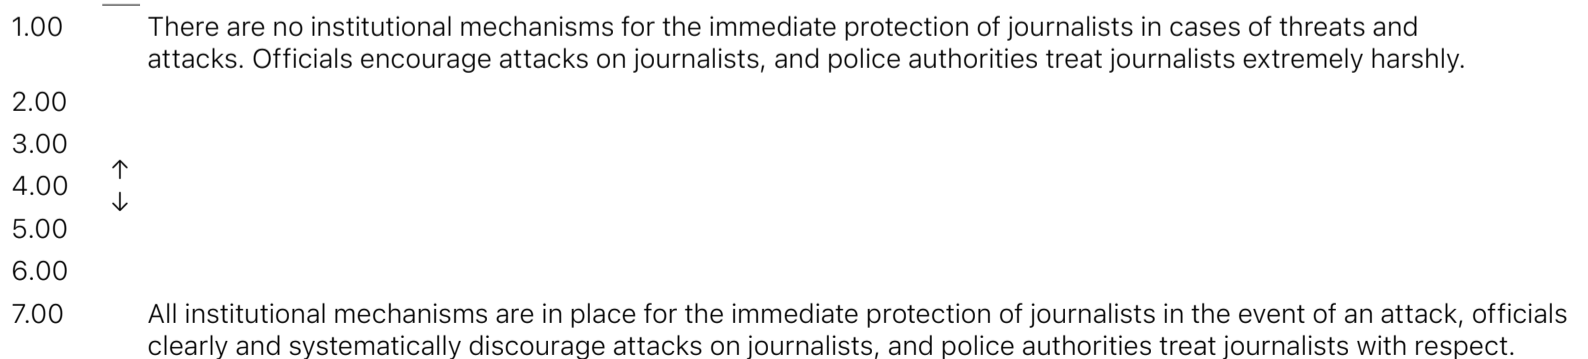 1.00 There are no institutional mechanisms for the immediate protection of journalists in cases of threats and
attacks. Officials encourage attacks on journalists, and police authorities treat journalists extremely harshly.
2.00
3.00
↑
4.00
↓
5.00
6.00
7.00 All institutional mechanisms are in place for the immediate protection of journalists in the event of an attack, officials
clearly and systematically discourage attacks on journalists, and police authorities treat journalists with respect.